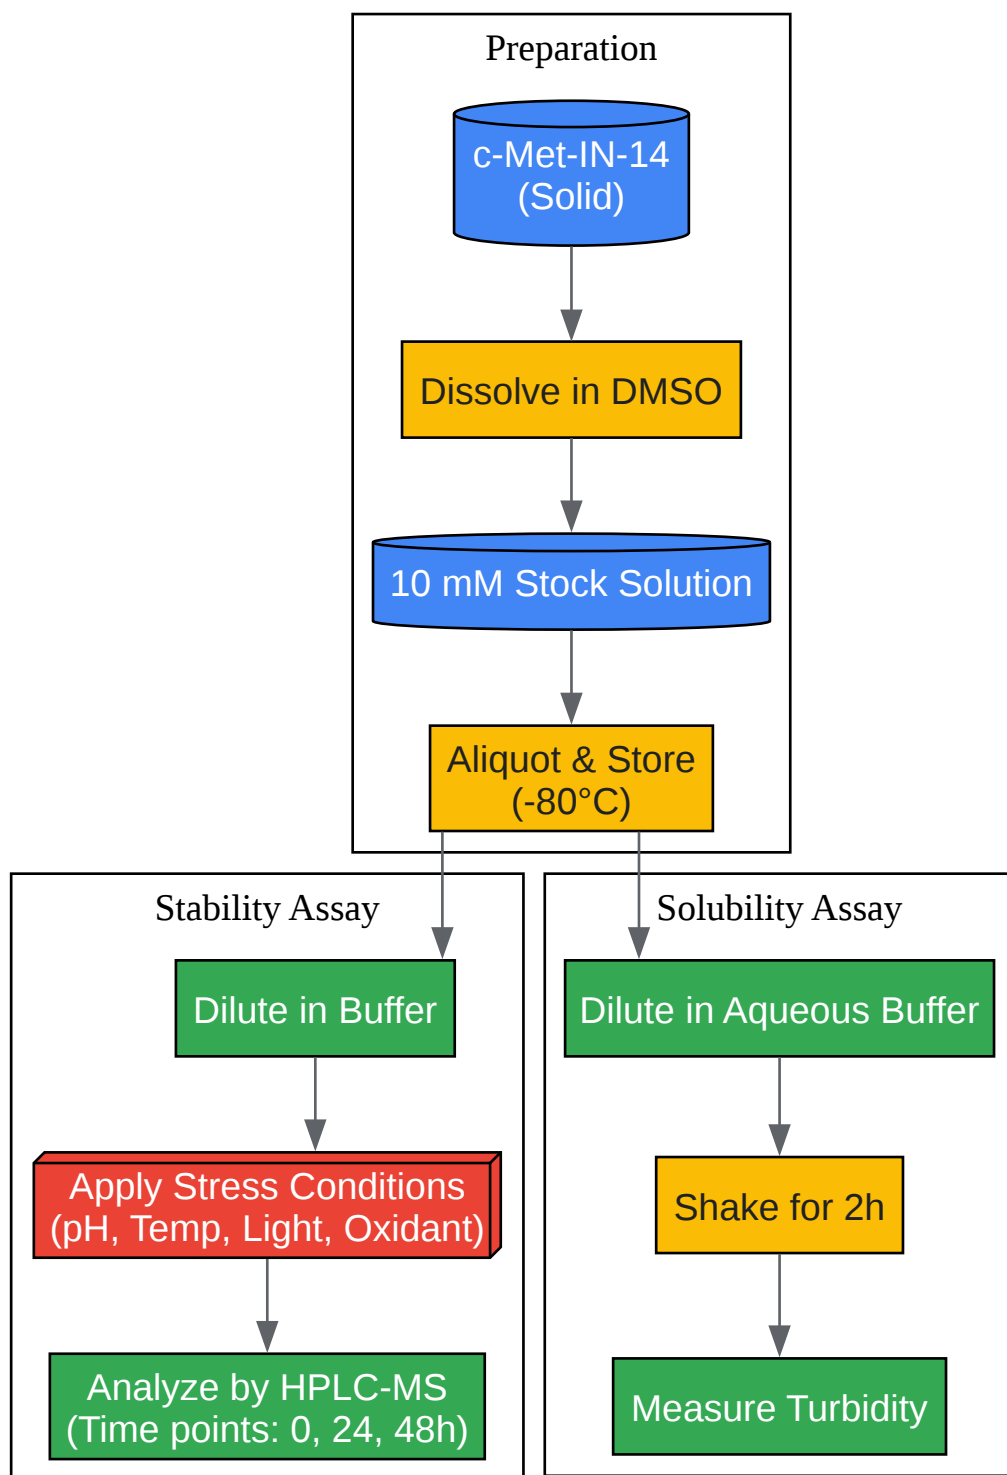 Preparation
c-Met-IN-14
(Solid)
Dissolve in DMSO
10 mM Stock Solution
Aliquot & Store
(-80°C)
Stability Assay
Dilute in Buffer
Apply Stress Conditions
(pH, Temp, Light, Oxidant)
Analyze by HPLC-MS
(Time points: 0, 24, 48h)
Solubility Assay
Dilute in Aqueous Buffer
Shake for 2h
Measure Turbidity